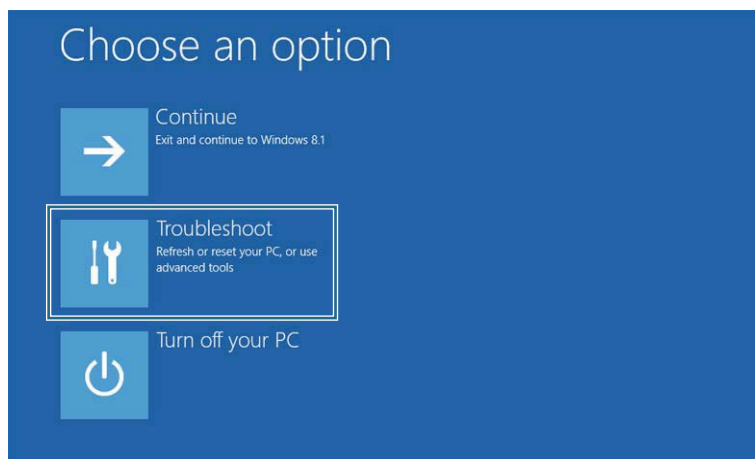 Choose an option
Continue
Exit and continue to Windows 8.1
Troubleshoot
Refresh or reset your PC, or use
advanced tools
Turn off your PC